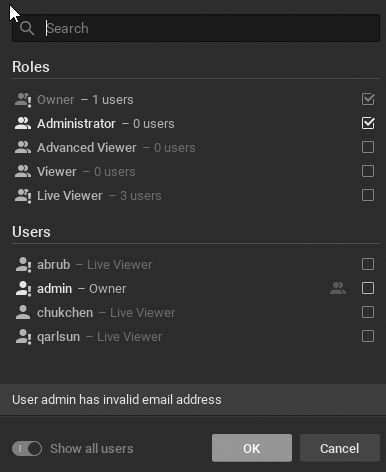 Search
Roles
Owner – 1 users
Administrator – 0 users
Advanced Viewer – 0 users
Viewer – 0 users
Live Viewer – 3 users
Users
abrub – Live Viewer
admin – Owner
chukchen – Live Viewer
qarlsun – Live Viewer
User admin has invalid email address
Show all users OK Cancel